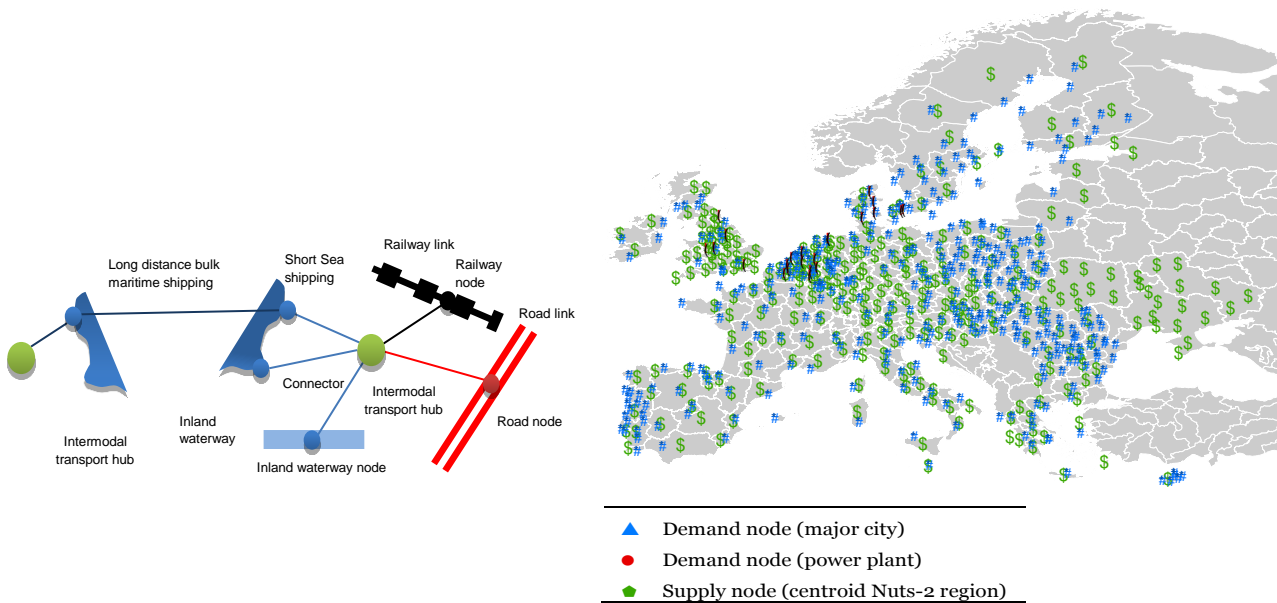 Railway link
Long distance bulk
maritime shipping
Short Sea
shipping
Railway
node
Road link
Connector
Intermodal
transport hub
Road node
Inland
waterway
Intermodal
transport hub
Inland waterway node
Demand node (major city)
Demand node (power plant)
Supply node (centroid Nuts-2 region)